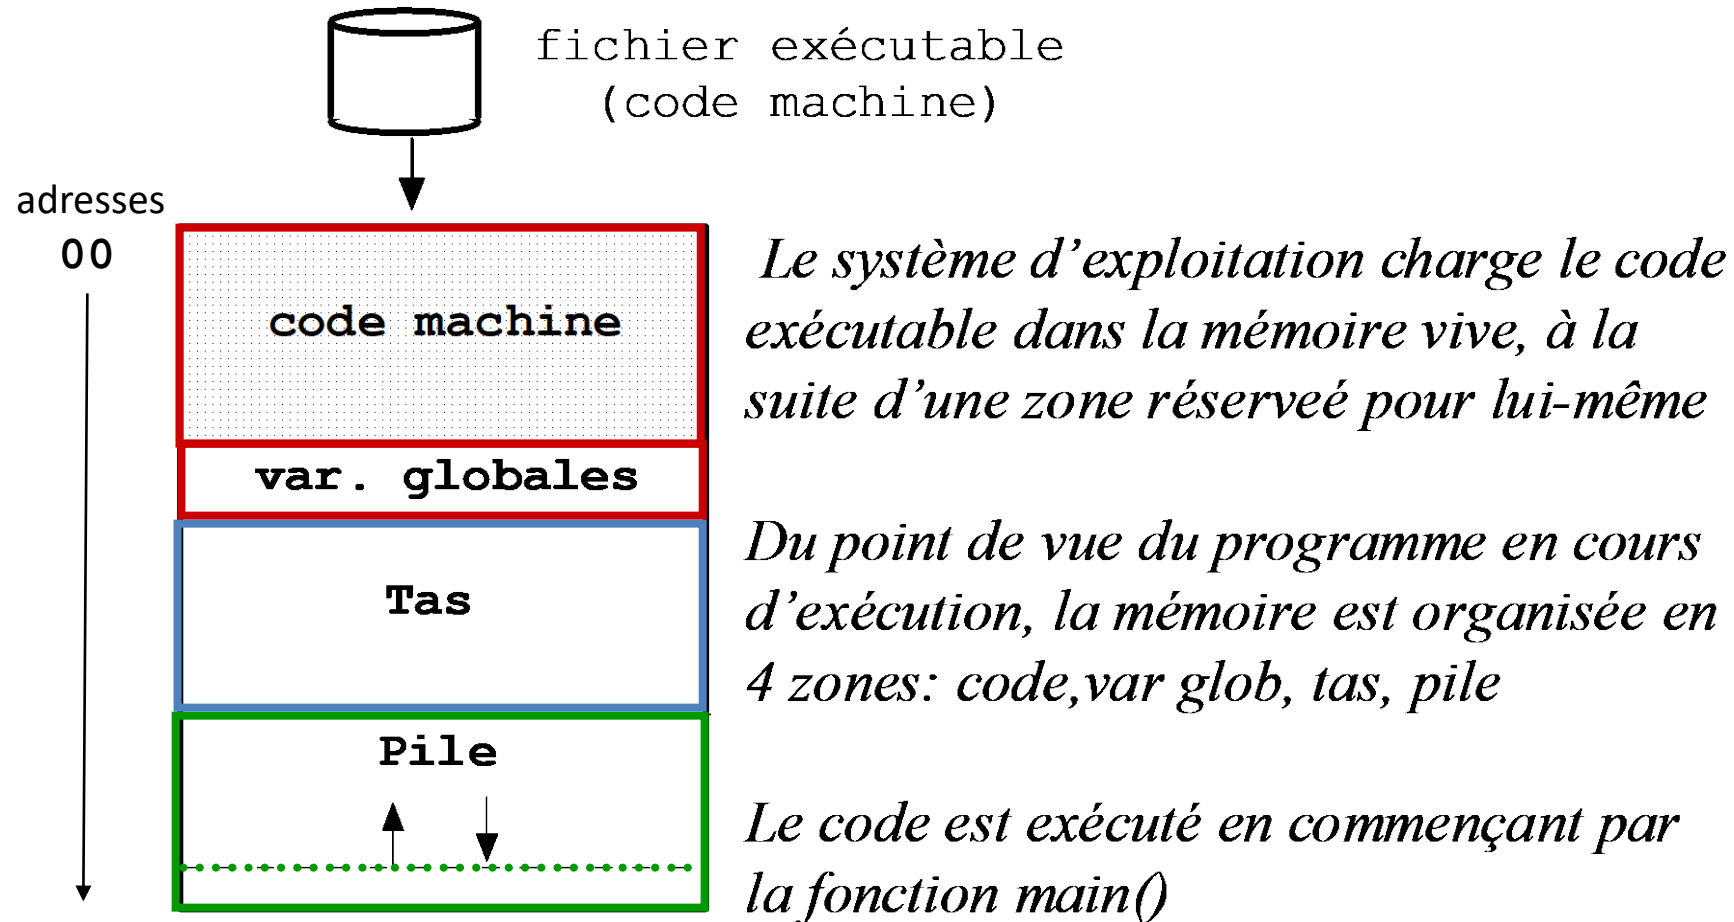 fichier exécutable
(code machine)
adresses
00
code machine
var. globales
Tas
Pile
Le système d’exploitation charge le code
exécutable dans la mémoire vive, à la
suite d’une zone réserveé pour lui-même
Du point de vue du programme en cours
d’exécution, la mémoire est organisée en
4 zones: code,var glob, tas, pile
Le code est exécuté en commençant par
la fonction main()